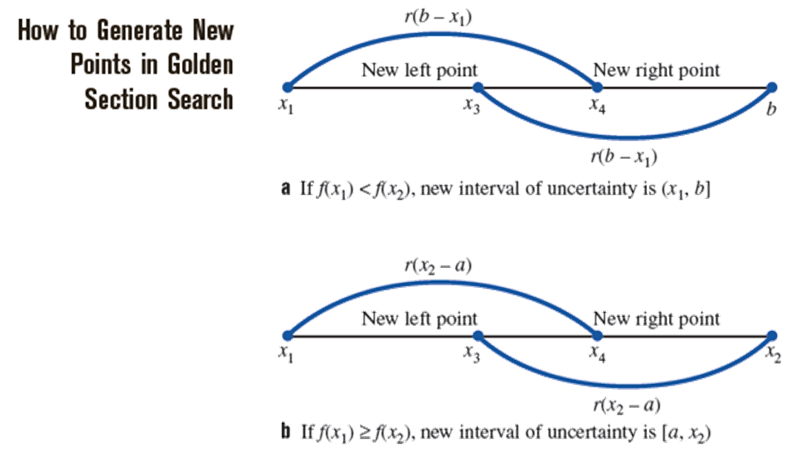 How to Generate New
Points in Golden
Section Search
r(b – x₁)
New left point
New right point
x₁
x₃
x₄
b
r(b – x₁)
a If f(x₁) < f(x₂), new interval of uncertainty is (x₁, b]
r(x₂ – a)
New left point
New right point
x₁
x₃
x₄
x₂
r(x₂ – a)
b If f(x₁) ≥ f(x₂), new interval of uncertainty is [a, x₂)